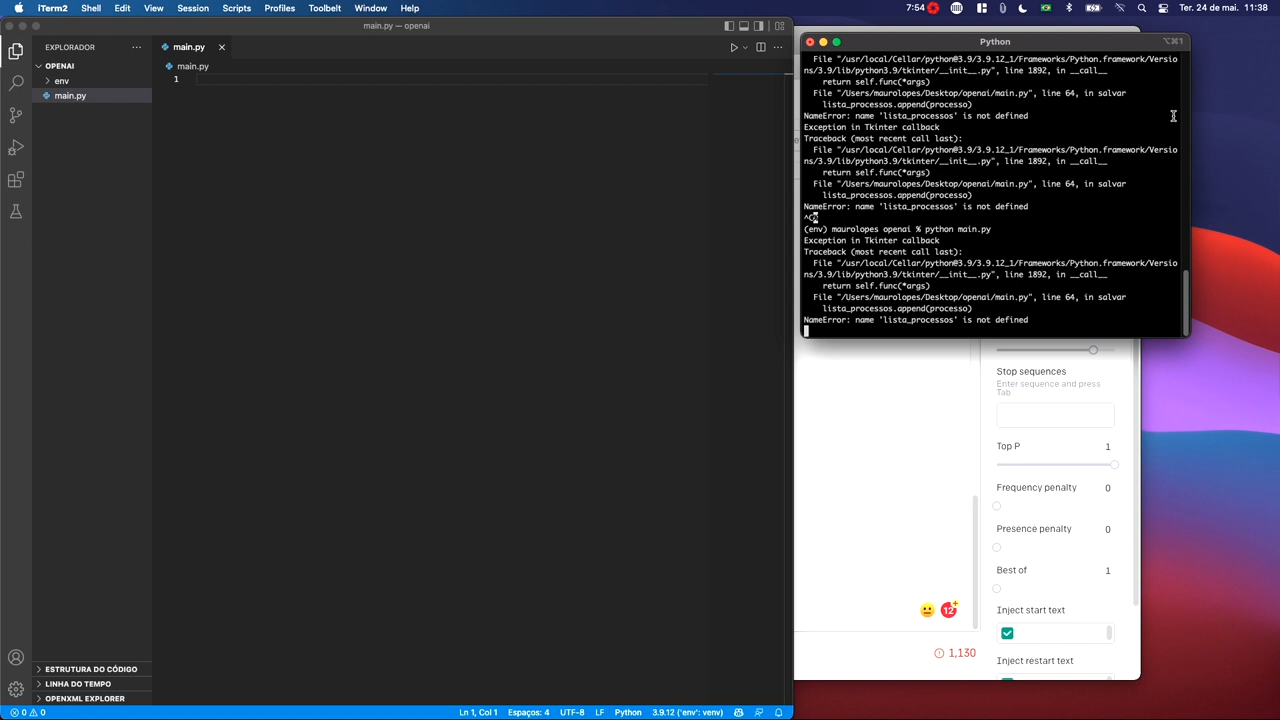 iTerm2 Shell Edit View Session Scripts Profiles Toolbelt Window Help
7:54 Ter. 24 de mai. 11:38
main.py — openai
EXPLORADOR
OPENAI
env
main.py
ESTRUTURA DO CÓDIGO
LINHA DO TEMPO
OPENXML EXPLORER
main.py
main.py
1
0 0
Ln 1, Col 1 Espaços: 4 UTF-8 LF Python 3.9.12 ('env': venv)
Python
⌥⌘1
File "/usr/local/Cellar/python@3.9/3.9.12_1/Frameworks/Python.framework/Versio
ns/3.9/lib/python3.9/tkinter/__init__.py", line 1892, in __call__
return self.func(*args)
File "/Users/maurolopes/Desktop/openai/main.py", line 64, in salvar
lista_processos.append(processo)
NameError: name 'lista_processos' is not defined
Exception in Tkinter callback
Traceback (most recent call last):
File "/usr/local/Cellar/python@3.9/3.9.12_1/Frameworks/Python.framework/Versio
ns/3.9/lib/python3.9/tkinter/__init__.py", line 1892, in __call__
return self.func(*args)
File "/Users/maurolopes/Desktop/openai/main.py", line 64, in salvar
lista_processos.append(processo)
NameError: name 'lista_processos' is not defined
(env) maurolopes openai % python main.py
Exception in Tkinter callback
Traceback (most recent call last):
File "/usr/local/Cellar/python@3.9/3.9.12_1/Frameworks/Python.framework/Versio
ns/3.9/lib/python3.9/tkinter/__init__.py", line 1892, in __call__
return self.func(*args)
File "/Users/maurolopes/Desktop/openai/main.py", line 64, in salvar
lista_processos.append(processo)
NameError: name 'lista_processos' is not defined
Stop sequences
Enter sequence and press
Tab
Top P 1
Frequency penalty 0
Presence penalty 0
Best of 1
Inject start text
Inject restart text
12+
1,130